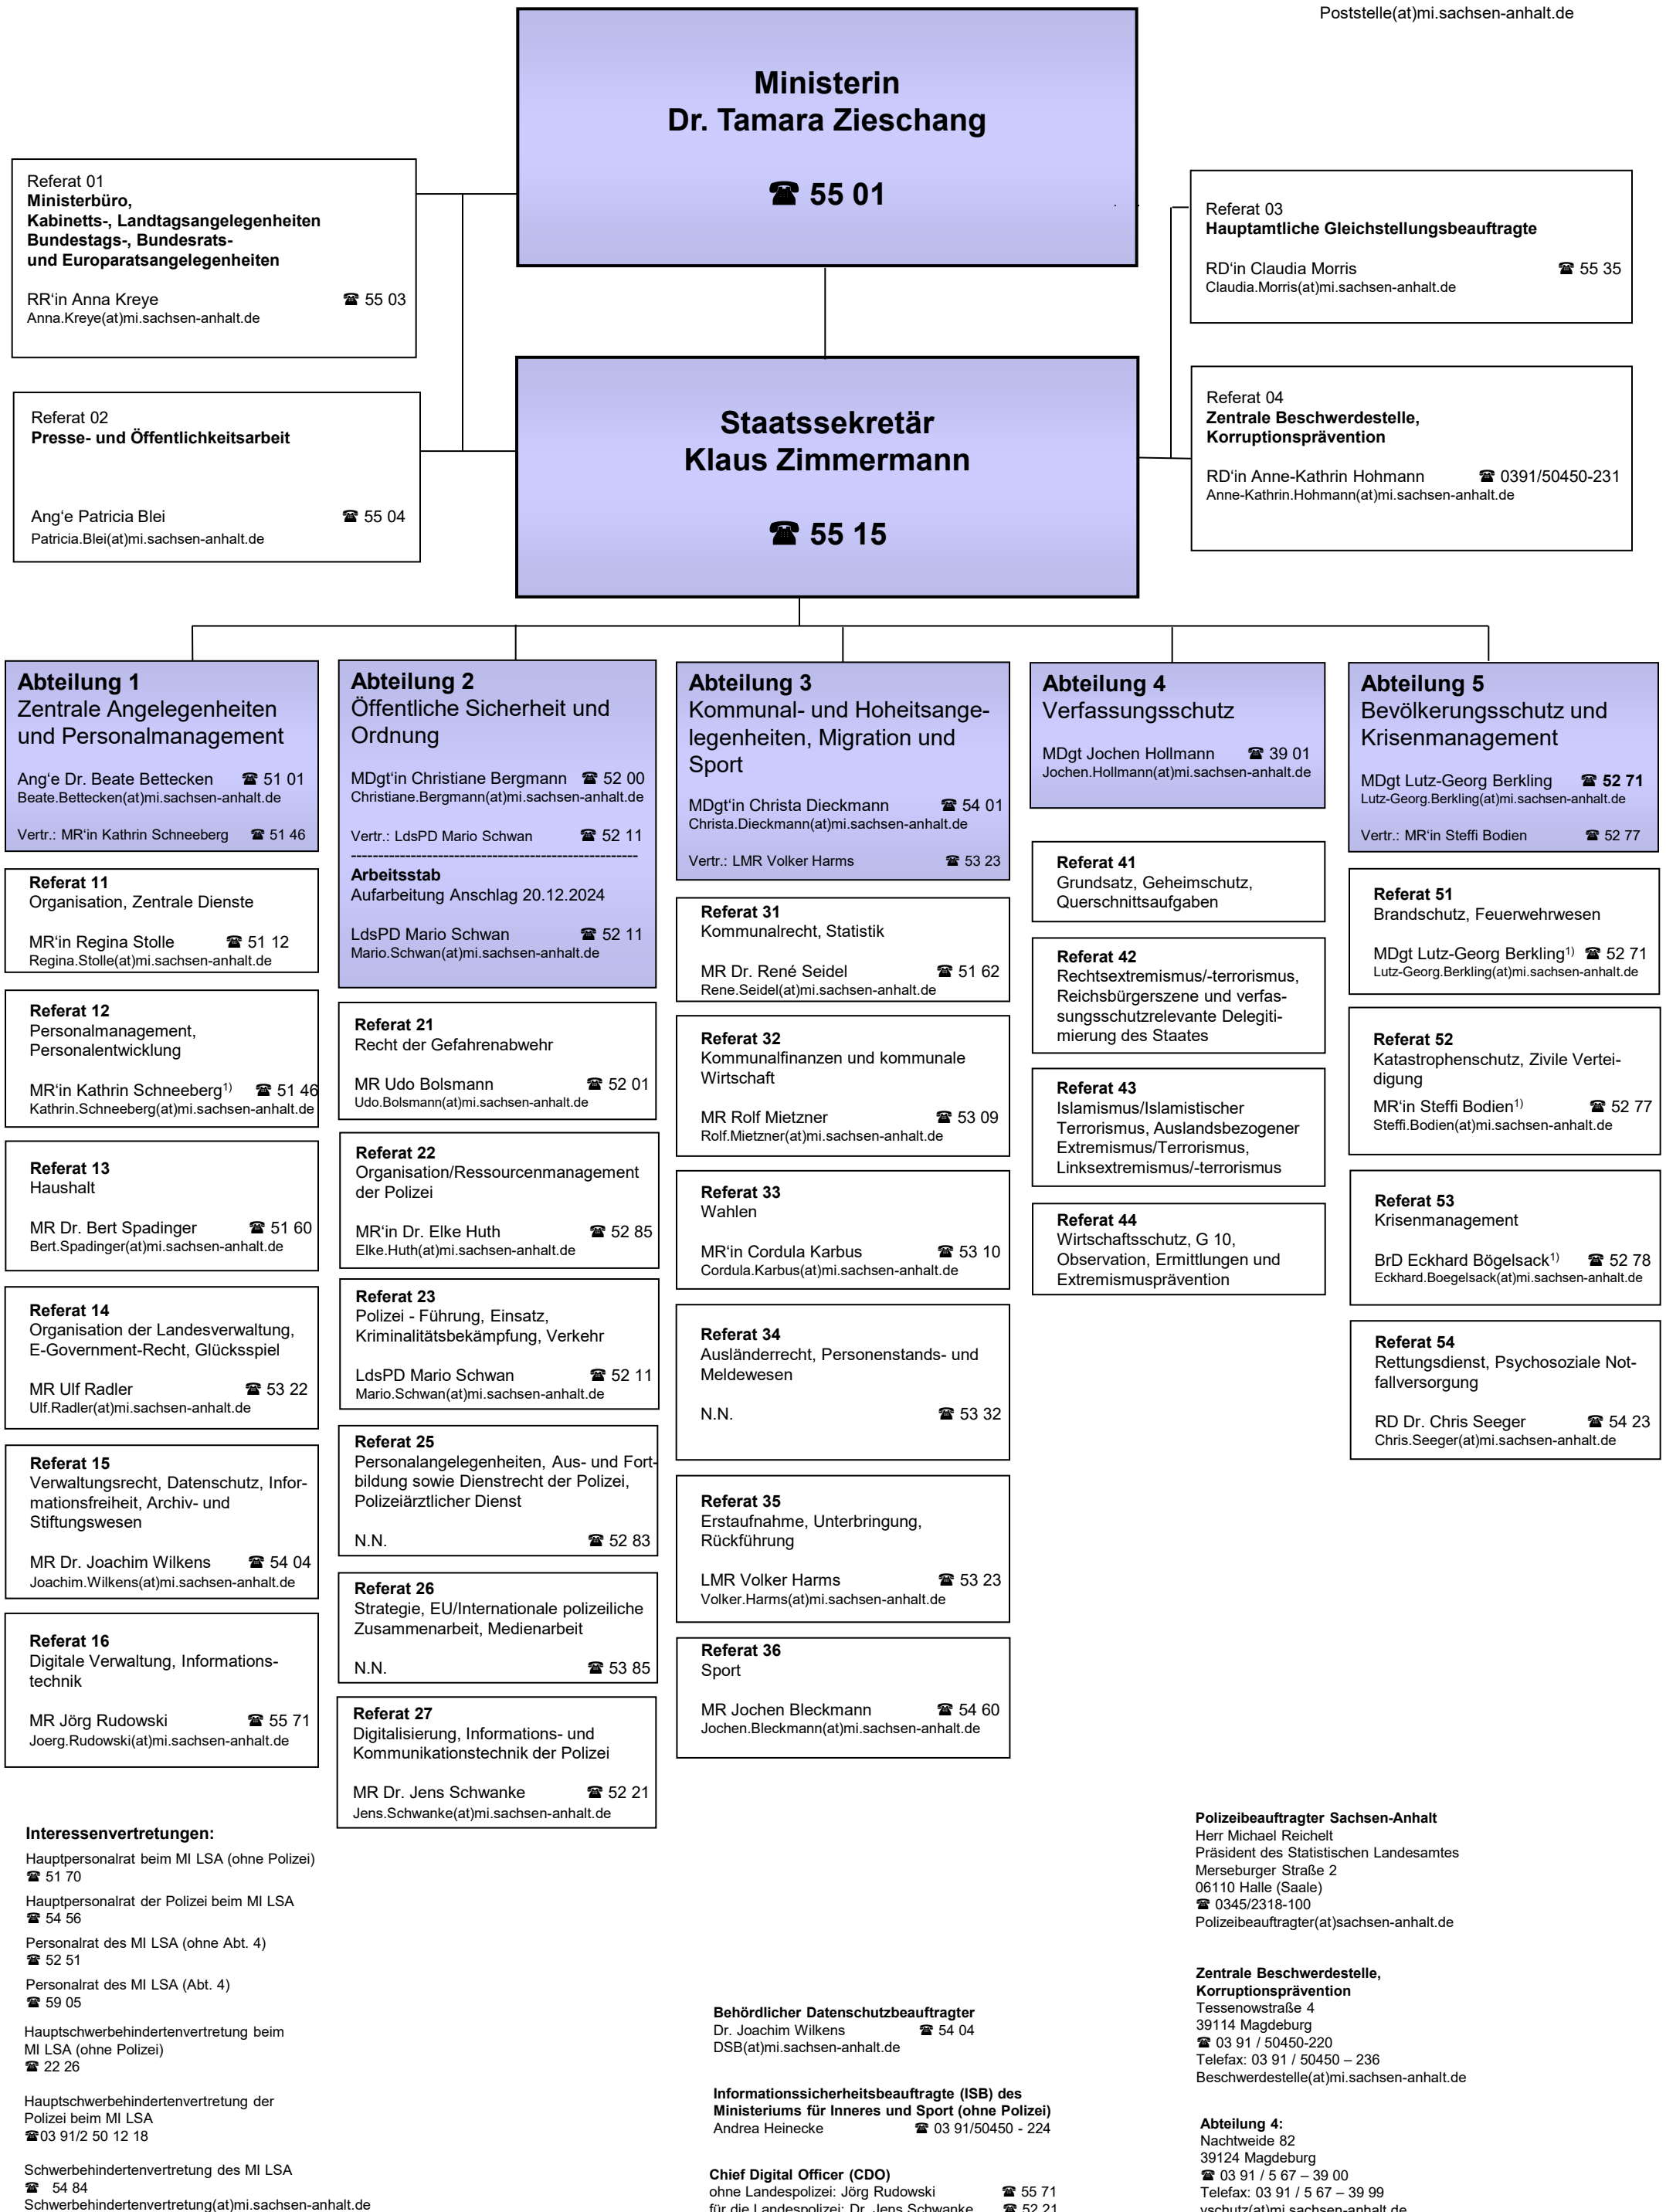 Poststelle(at)mi.sachsen-anhalt.de
Ministerin
Dr. Tamara Zieschang
☎ 55 01
Referat 01
Ministerbüro,
Kabinetts-, Landtagsangelegenheiten
Bundestags-, Bundesrats-
und Europaratsangelegenheiten
RR‘in Anna Kreye ☎ 55 03
Anna.Kreye(at)mi.sachsen-anhalt.de
Referat 03
Hauptamtliche Gleichstellungsbeauftragte
RD‘in Claudia Morris ☎ 55 35
Claudia.Morris(at)mi.sachsen-anhalt.de
Referat 02
Presse- und Öffentlichkeitsarbeit
Ang‘e Patricia Blei ☎ 55 04
Patricia.Blei(at)mi.sachsen-anhalt.de
Staatssekretär
Klaus Zimmermann
☎ 55 15
Referat 04
Zentrale Beschwerdestelle,
Korruptionsprävention
RD‘in Anne-Kathrin Hohmann ☎ 0391/50450-231
Anne-Kathrin.Hohmann(at)mi.sachsen-anhalt.de
Abteilung 1
Zentrale Angelegenheiten
und Personalmanagement
Ang‘e Dr. Beate Bettecken ☎ 51 01
Beate.Bettecken(at)mi.sachsen-anhalt.de
Vertr.: MR‘in Kathrin Schneeberg ☎ 51 46
Referat 11
Organisation, Zentrale Dienste
MR‘in Regina Stolle ☎ 51 12
Regina.Stolle(at)mi.sachsen-anhalt.de
Referat 12
Personalmanagement,
Personalentwicklung
MR‘in Kathrin Schneeberg1) ☎ 51 46
Kathrin.Schneeberg(at)mi.sachsen-anhalt.de
Referat 13
Haushalt
MR Dr. Bert Spadinger ☎ 51 60
Bert.Spadinger(at)mi.sachsen-anhalt.de
Referat 14
Organisation der Landesverwaltung,
E-Government-Recht, Glücksspiel
MR Ulf Radler ☎ 53 22
Ulf.Radler(at)mi.sachsen-anhalt.de
Referat 15
Verwaltungsrecht, Datenschutz, Infor-
mationsfreiheit, Archiv- und
Stiftungswesen
MR Dr. Joachim Wilkens ☎ 54 04
Joachim.Wilkens(at)mi.sachsen-anhalt.de
Referat 16
Digitale Verwaltung, Informations-
technik
MR Jörg Rudowski ☎ 55 71
Joerg.Rudowski(at)mi.sachsen-anhalt.de
Abteilung 2
Öffentliche Sicherheit und
Ordnung
MDgt‘in Christiane Bergmann ☎ 52 00
Christiane.Bergmann(at)mi.sachsen-anhalt.de
Vertr.: LdsPD Mario Schwan ☎ 52 11
-----------------------------------------------------
Arbeitsstab
Aufarbeitung Anschlag 20.12.2024
LdsPD Mario Schwan ☎ 52 11
Mario.Schwan(at)mi.sachsen-anhalt.de
Referat 21
Recht der Gefahrenabwehr
MR Udo Bolsmann ☎ 52 01
Udo.Bolsmann(at)mi.sachsen-anhalt.de
Referat 22
Organisation/Ressourcenmanagement
der Polizei
MR‘in Dr. Elke Huth ☎ 52 85
Elke.Huth(at)mi.sachsen-anhalt.de
Referat 23
Polizei - Führung, Einsatz,
Kriminalitätsbekämpfung, Verkehr
LdsPD Mario Schwan ☎ 52 11
Mario.Schwan(at)mi.sachsen-anhalt.de
Referat 25
Personalangelegenheiten, Aus- und Fort-
bildung sowie Dienstrecht der Polizei,
Polizeiärztlicher Dienst
N.N. ☎ 52 83
Referat 26
Strategie, EU/Internationale polizeiliche
Zusammenarbeit, Medienarbeit
N.N. ☎ 53 85
Referat 27
Digitalisierung, Informations- und
Kommunikationstechnik der Polizei
MR Dr. Jens Schwanke ☎ 52 21
Jens.Schwanke(at)mi.sachsen-anhalt.de
Abteilung 3
Kommunal- und Hoheitsange-
legenheiten, Migration und
Sport
MDgt‘in Christa Dieckmann ☎ 54 01
Christa.Dieckmann(at)mi.sachsen-anhalt.de
Vertr.: LMR Volker Harms ☎ 53 23
Referat 31
Kommunalrecht, Statistik
MR Dr. René Seidel ☎ 51 62
Rene.Seidel(at)mi.sachsen-anhalt.de
Referat 32
Kommunalfinanzen und kommunale
Wirtschaft
MR Rolf Mietzner ☎ 53 09
Rolf.Mietzner(at)mi.sachsen-anhalt.de
Referat 33
Wahlen
MR‘in Cordula Karbus ☎ 53 10
Cordula.Karbus(at)mi.sachsen-anhalt.de
Referat 34
Ausländerrecht, Personenstands- und
Meldewesen
N.N. ☎ 53 32
Referat 35
Erstaufnahme, Unterbringung,
Rückführung
LMR Volker Harms ☎ 53 23
Volker.Harms(at)mi.sachsen-anhalt.de
Referat 36
Sport
MR Jochen Bleckmann ☎ 54 60
Jochen.Bleckmann(at)mi.sachsen-anhalt.de
Abteilung 4
Verfassungsschutz
MDgt Jochen Hollmann ☎ 39 01
Jochen.Hollmann(at)mi.sachsen-anhalt.de
Referat 41
Grundsatz, Geheimschutz,
Querschnittsaufgaben
Referat 42
Rechtsextremismus/-terrorismus,
Reichsbürgerszene und verfas-
sungsschutzrelevante Delegiti-
mierung des Staates
Referat 43
Islamismus/Islamistischer
Terrorismus, Auslandsbezogener
Extremismus/Terrorismus,
Linksextremismus/-terrorismus
Referat 44
Wirtschaftsschutz, G 10,
Observation, Ermittlungen und
Extremismusprävention
Abteilung 5
Bevölkerungsschutz und
Krisenmanagement
MDgt Lutz-Georg Berkling ☎ 52 71
Lutz-Georg.Berkling(at)mi.sachsen-anhalt.de
Vertr.: MR‘in Steffi Bodien ☎ 52 77
Referat 51
Brandschutz, Feuerwehrwesen
MDgt Lutz-Georg Berkling1) ☎ 52 71
Lutz-Georg.Berkling(at)mi.sachsen-anhalt.de
Referat 52
Katastrophenschutz, Zivile Vertei-
digung
MR‘in Steffi Bodien1) ☎ 52 77
Steffi.Bodien(at)mi.sachsen-anhalt.de
Referat 53
Krisenmanagement
BrD Eckhard Bögelsack1) ☎ 52 78
Eckhard.Boegelsack(at)mi.sachsen-anhalt.de
Referat 54
Rettungsdienst, Psychosoziale Not-
fallversorgung
RD Dr. Chris Seeger ☎ 54 23
Chris.Seeger(at)mi.sachsen-anhalt.de
Interessenvertretungen:
Hauptpersonalrat beim MI LSA (ohne Polizei)
☎ 51 70
Hauptpersonalrat der Polizei beim MI LSA
☎ 54 56
Personalrat des MI LSA (ohne Abt. 4)
☎ 52 51
Personalrat des MI LSA (Abt. 4)
☎ 59 05
Hauptschwerbehindertenvertretung beim
MI LSA (ohne Polizei)
☎ 22 26
Hauptschwerbehindertenvertretung der
Polizei beim MI LSA
☎03 91/2 50 12 18
Schwerbehindertenvertretung des MI LSA
☎ 54 84
Schwerbehindertenvertretung(at)mi.sachsen-anhalt.de
Behördlicher Datenschutzbeauftragter
Dr. Joachim Wilkens ☎ 54 04
DSB(at)mi.sachsen-anhalt.de
Informationssicherheitsbeauftragte (ISB) des
Ministeriums für Inneres und Sport (ohne Polizei)
Andrea Heinecke ☎ 03 91/50450 - 224
Chief Digital Officer (CDO)
ohne Landespolizei: Jörg Rudowski ☎ 55 71
für die Landespolizei: Dr. Jens Schwanke ☎ 52 21
Polizeibeauftragter Sachsen-Anhalt
Herr Michael Reichelt
Präsident des Statistischen Landesamtes
Merseburger Straße 2
06110 Halle (Saale)
☎ 0345/2318-100
Polizeibeauftragter(at)sachsen-anhalt.de
Zentrale Beschwerdestelle,
Korruptionsprävention
Tessenowstraße 4
39114 Magdeburg
☎ 03 91 / 50450-220
Telefax: 03 91 / 50450 – 236
Beschwerdestelle(at)mi.sachsen-anhalt.de
Abteilung 4:
Nachtweide 82
39124 Magdeburg
☎ 03 91 / 5 67 – 39 00
Telefax: 03 91 / 5 67 – 39 99
vschutz(at)mi.sachsen-anhalt.de